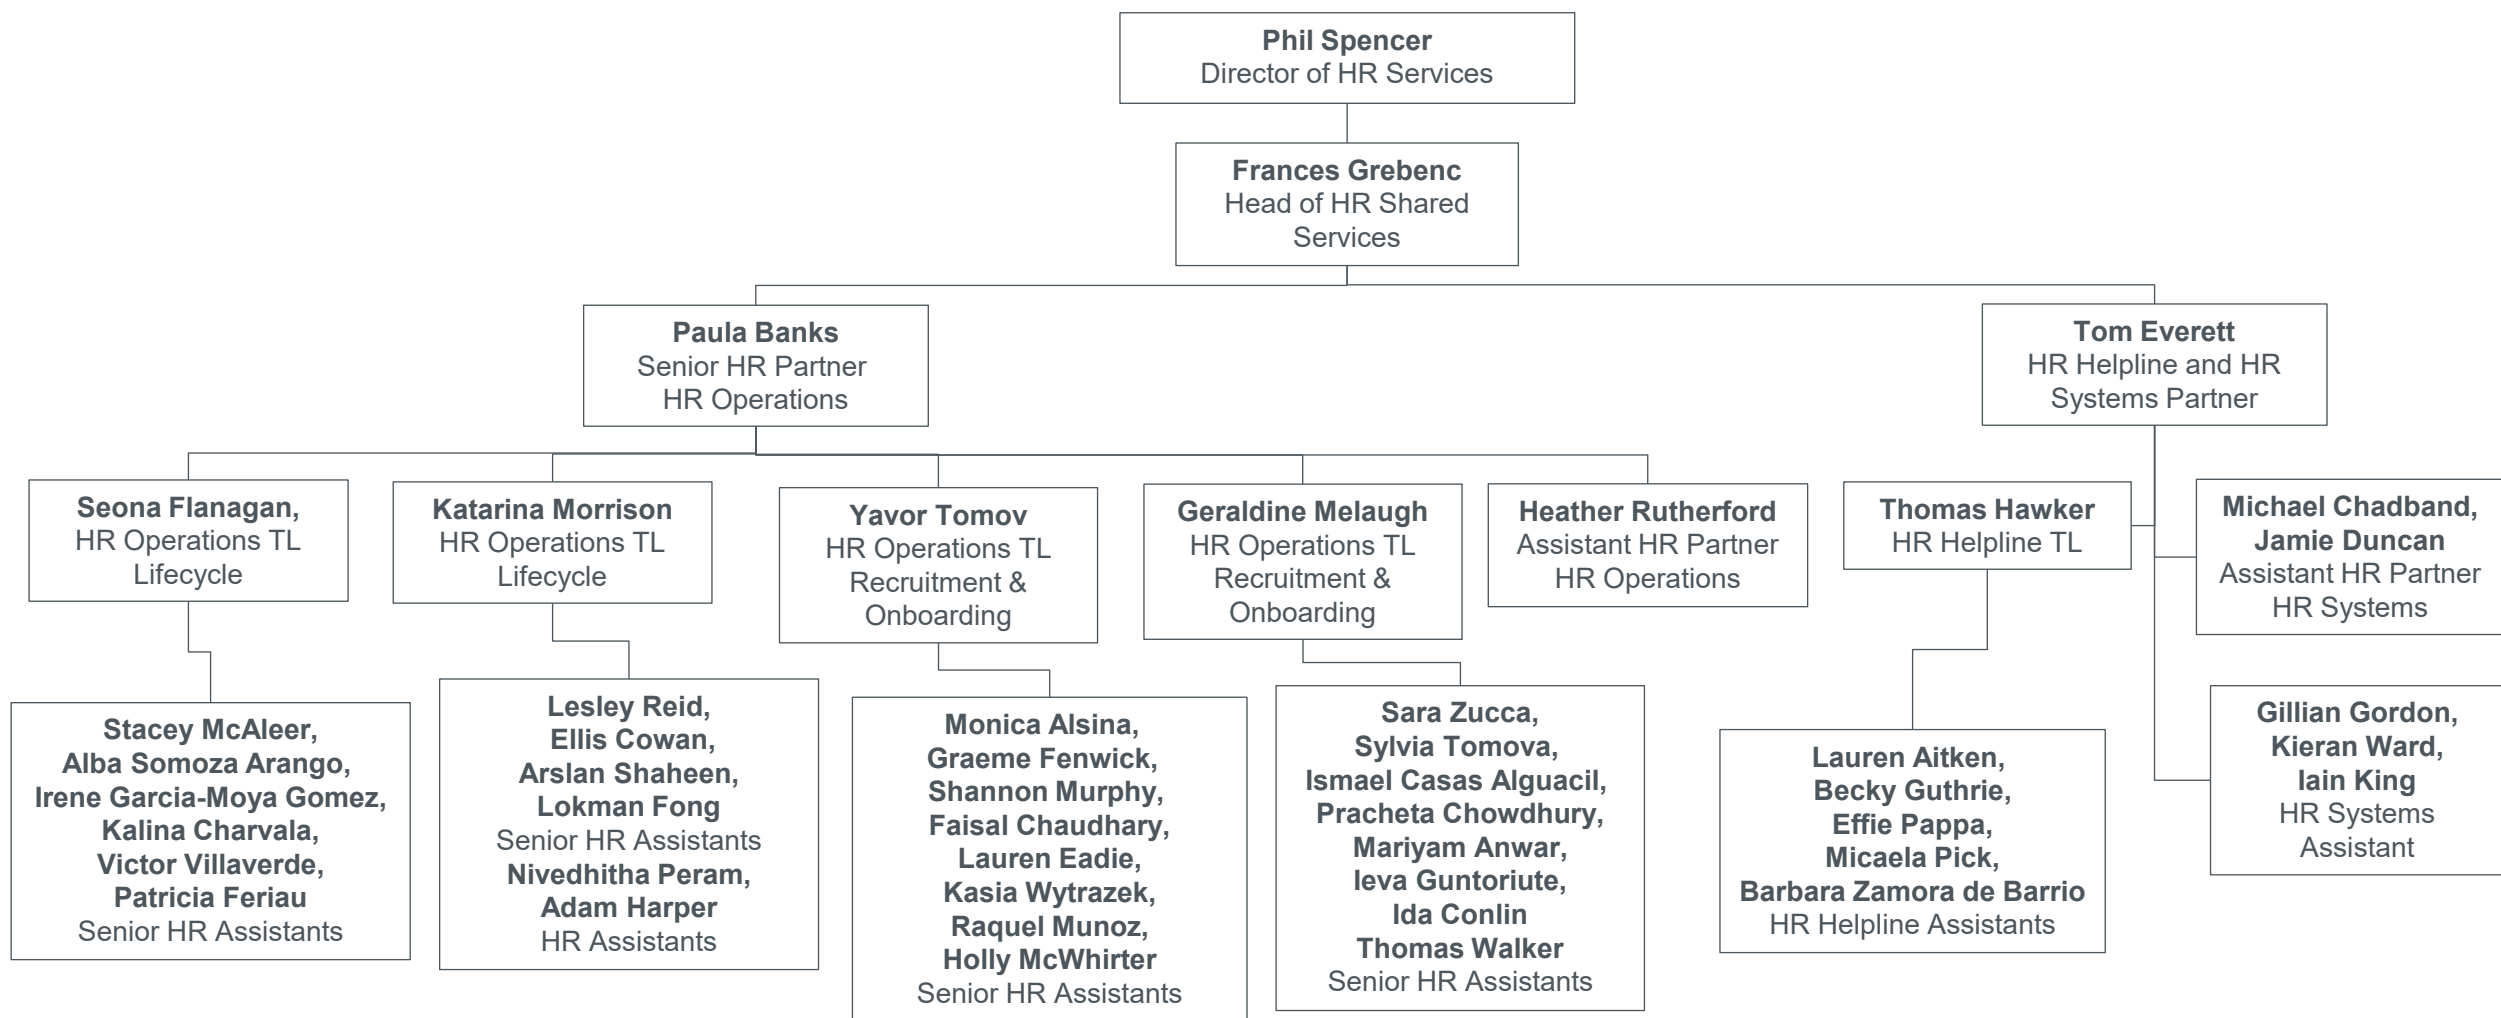 Phil Spencer
Director of HR Services
Frances Grebenc
Head of HR Shared
Services
Paula Banks
Senior HR Partner
HR Operations
Tom Everett
HR Helpline and HR
Systems Partner
Seona Flanagan,
HR Operations TL
Lifecycle
Katarina Morrison
HR Operations TL
Lifecycle
Yavor Tomov
HR Operations TL
Recruitment &
Onboarding
Geraldine Melaugh
HR Operations TL
Recruitment &
Onboarding
Heather Rutherford
Assistant HR Partner
HR Operations
Thomas Hawker
HR Helpline TL
Michael Chadband,
Jamie Duncan
Assistant HR Partner
HR Systems
Stacey McAleer,
Alba Somoza Arango,
Irene Garcia-Moya Gomez,
Kalina Charvala,
Victor Villaverde,
Patricia Feriau
Senior HR Assistants
Lesley Reid,
Ellis Cowan,
Arslan Shaheen,
Lokman Fong
Senior HR Assistants
Nivedhitha Peram,
Adam Harper
HR Assistants
Monica Alsina,
Graeme Fenwick,
Shannon Murphy,
Faisal Chaudhary,
Lauren Eadie,
Kasia Wytrazek,
Raquel Munoz,
Holly McWhirter
Senior HR Assistants
Sara Zucca,
Sylvia Tomova,
Ismael Casas Alguacil,
Pracheta Chowdhury,
Mariyam Anwar,
Ieva Guntoriute,
Ida Conlin
Thomas Walker
Senior HR Assistants
Lauren Aitken,
Becky Guthrie,
Effie Pappa,
Micaela Pick,
Barbara Zamora de Barrio
HR Helpline Assistants
Gillian Gordon,
Kieran Ward,
Iain King
HR Systems
Assistant